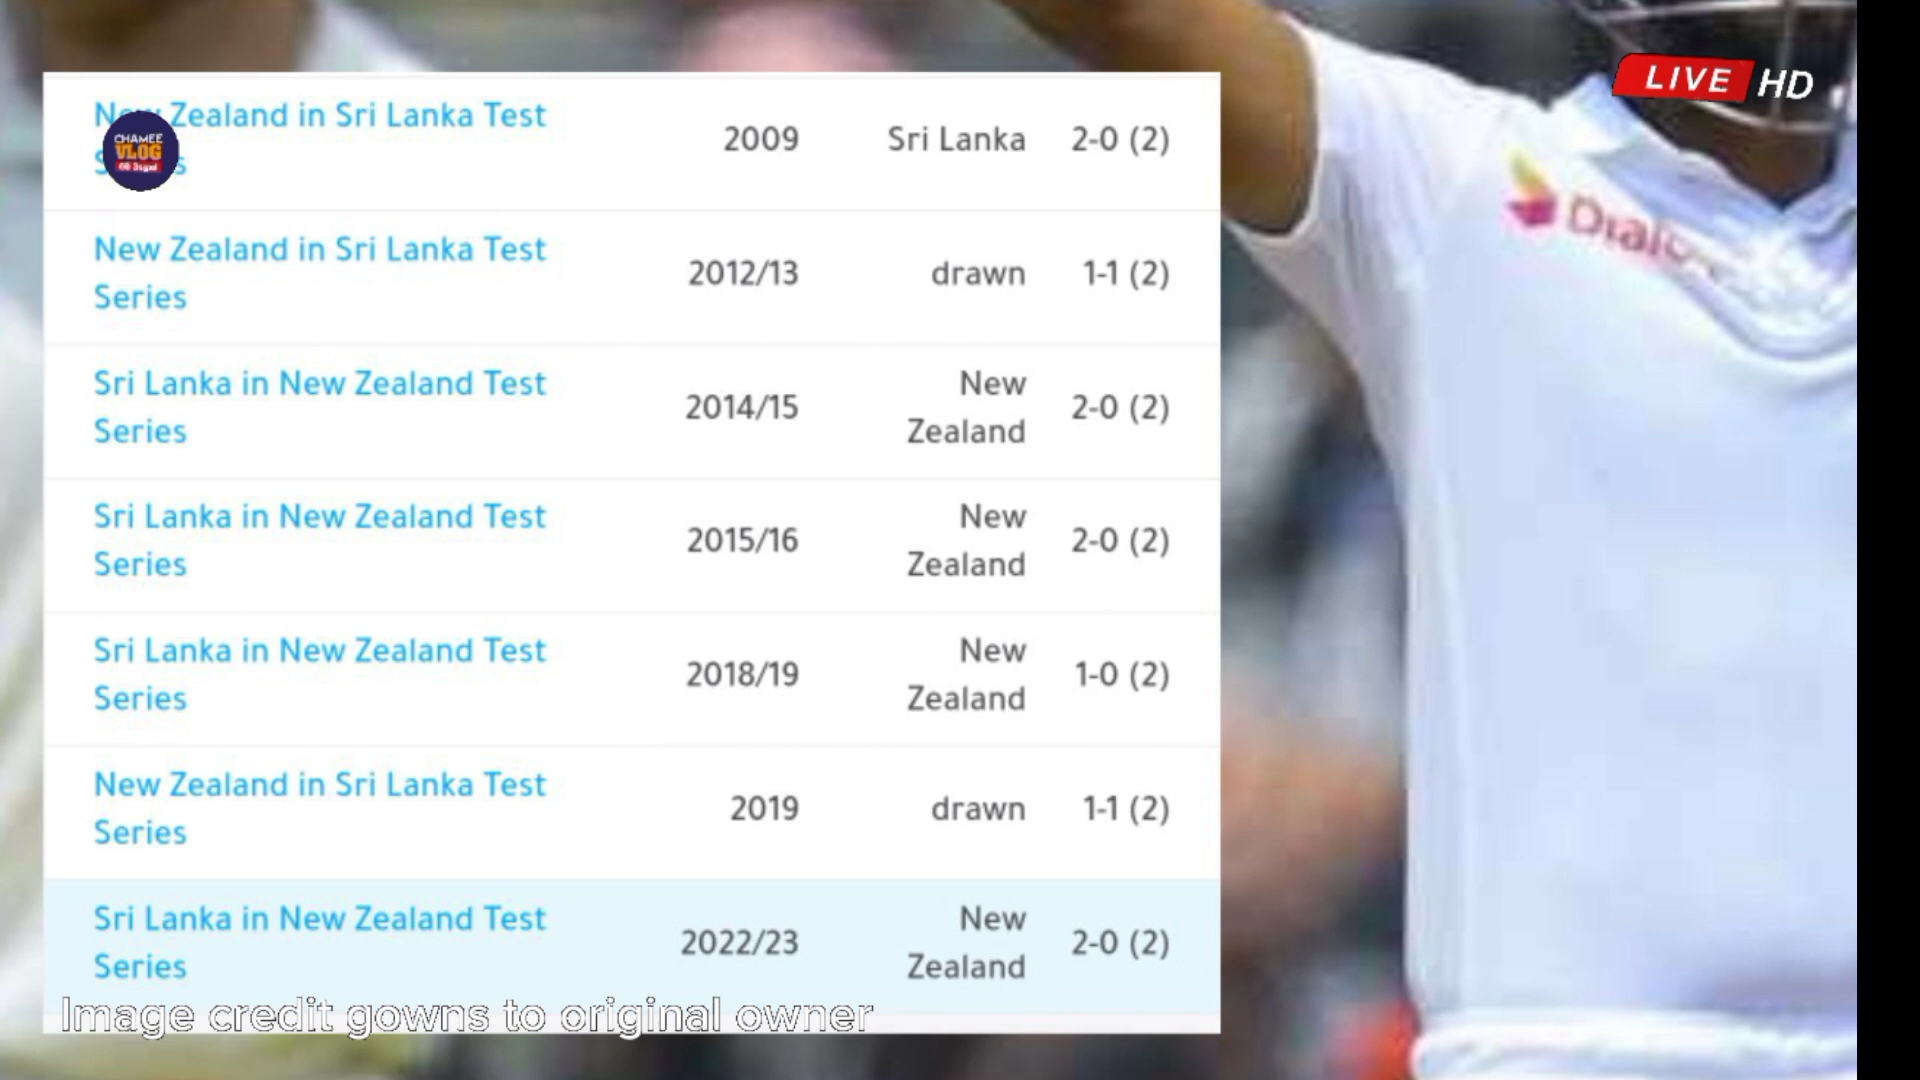 LIVE HD
New Zealand in Sri Lanka Test
2009 Sri Lanka 2-0 (2)
CHAMEE
VLOG
New Zealand in Sri Lanka Test
Series
2012/13 drawn 1-1 (2)
Sri Lanka in New Zealand Test
Series
2014/15 New
Zealand 2-0 (2)
Sri Lanka in New Zealand Test
Series
2015/16 New
Zealand 2-0 (2)
Sri Lanka in New Zealand Test
Series
2018/19 New
Zealand 1-0 (2)
New Zealand in Sri Lanka Test
Series
2019 drawn 1-1 (2)
Sri Lanka in New Zealand Test
Series
2022/23 New
Zealand 2-0 (2)
Image credit gowns to original owner